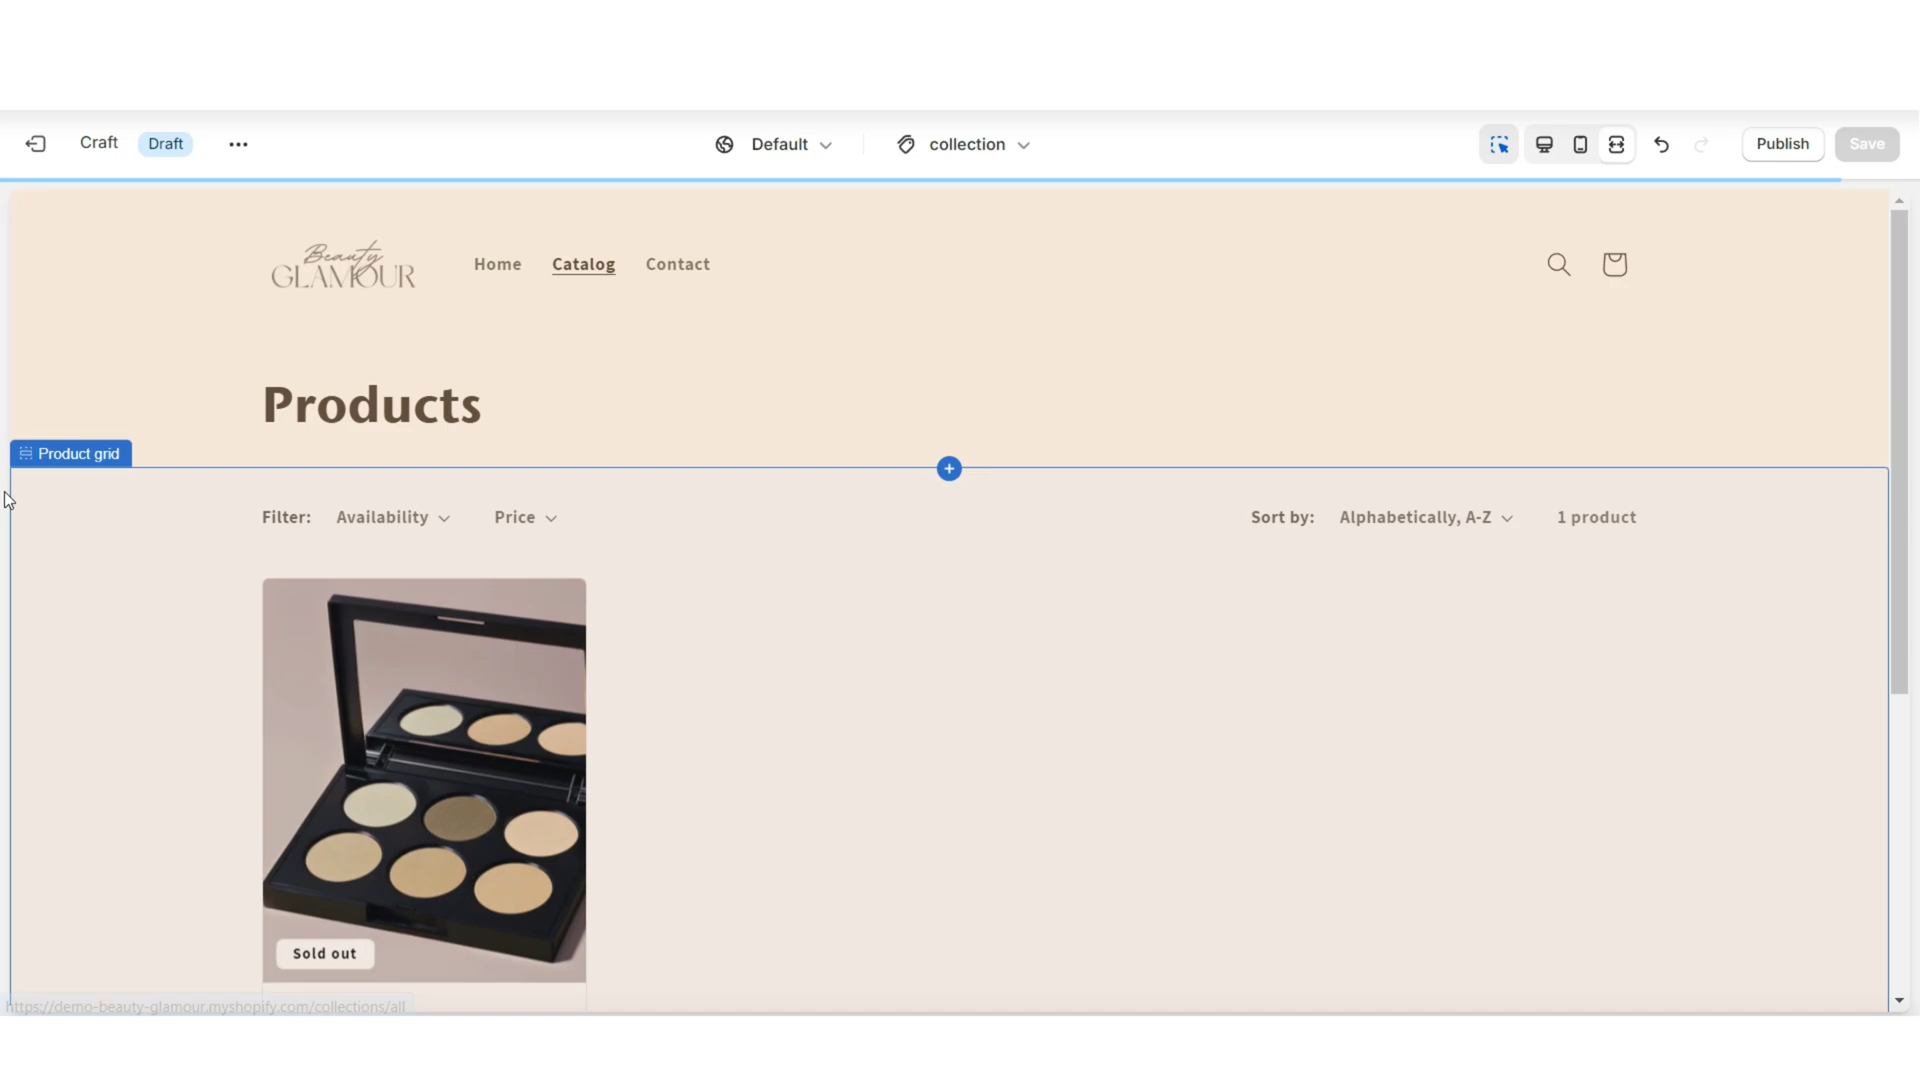 Craft Draft Default collection Publish Save
Beauty
GLAMOUR
Home Catalog Contact
Products
Product grid
Filter: Availability Price Sort by: Alphabetically, A-Z 1 product
Sold out
https://demo-beauty-glamour.myshopify.com/collections/all